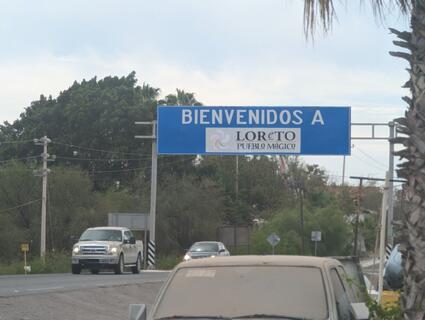 BIENVENIDOS A
LORETO
PUEBLO MÁGICO